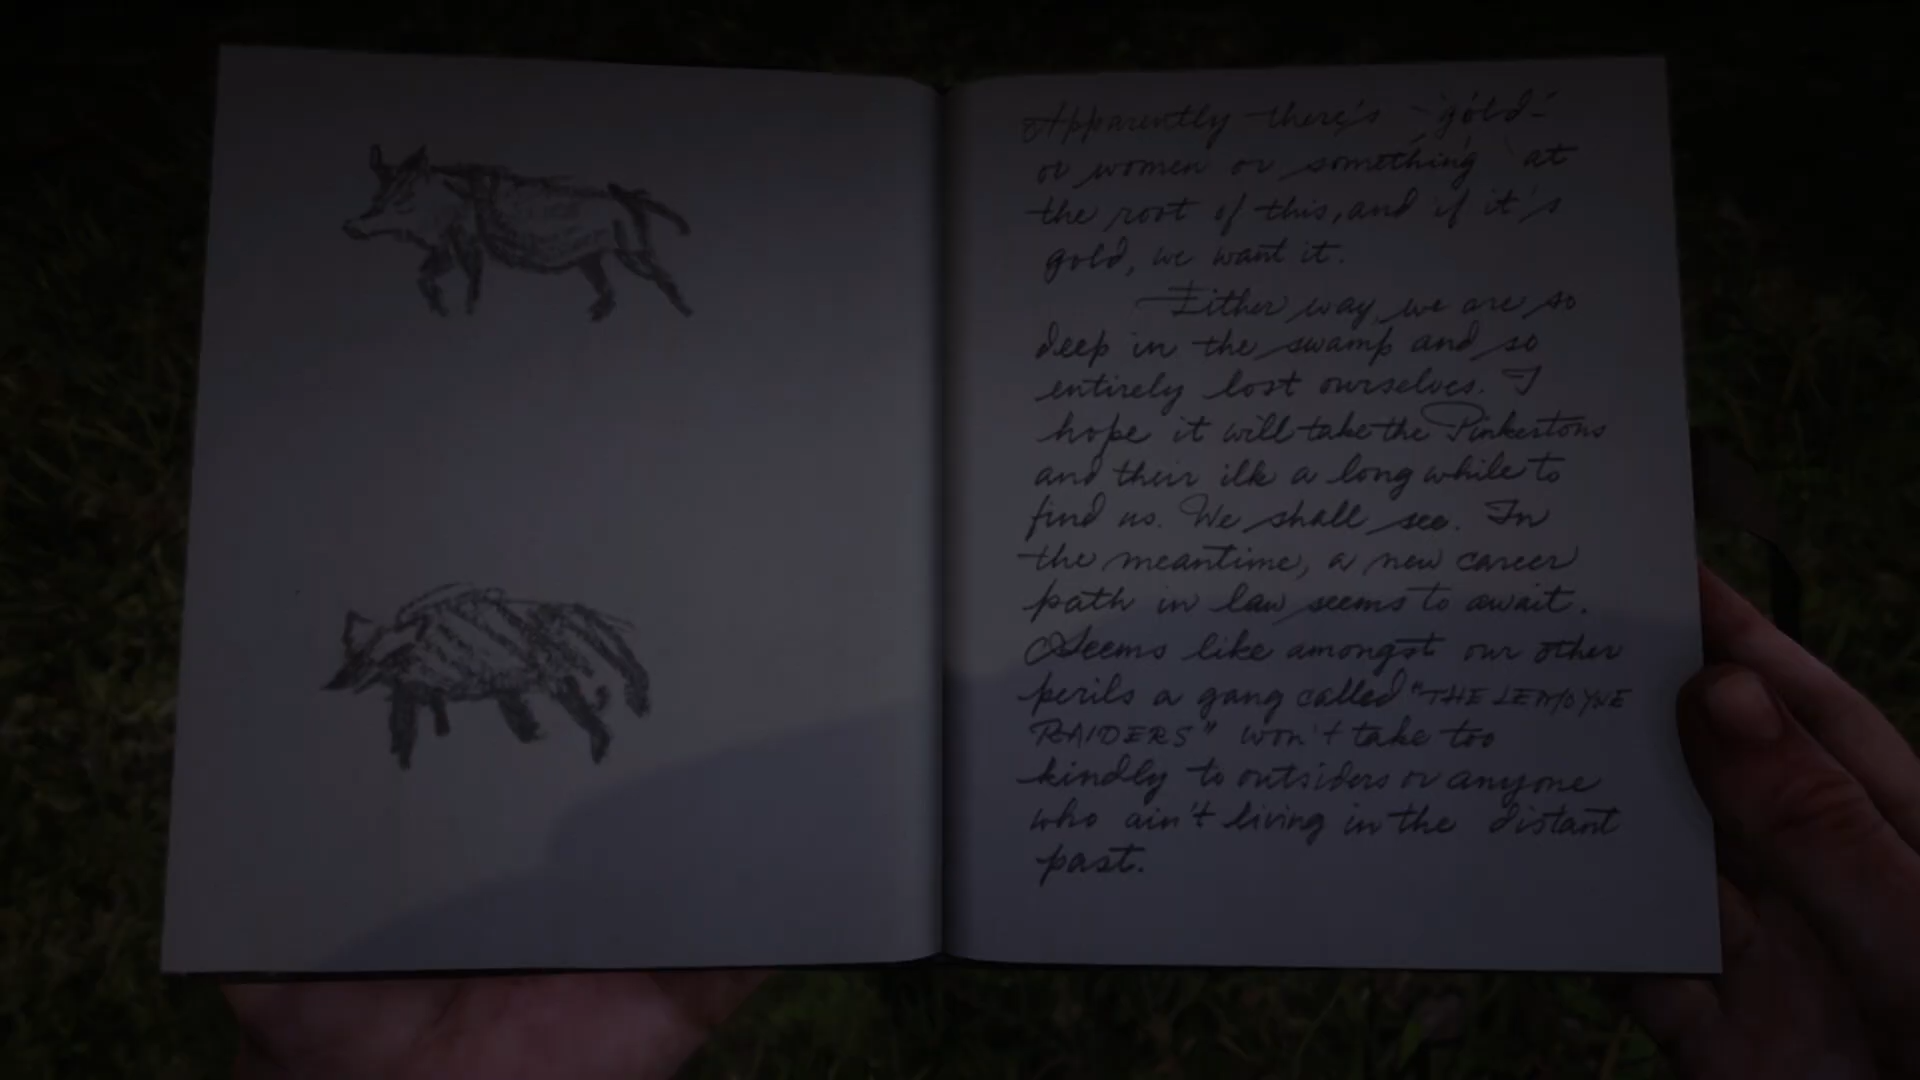 Apparently there's gold-
or women or something at
the root of this, and if it's
gold, we want it.
Either way, we are so
deep in the swamp and so
entirely lost ourselves. I
hope it will take the Pinkertons
and their ilk a long while to
find us. We shall see. In
the meantime, a new career
path in law seems to await.
Seems like amongst our other
perils a gang called "THE LEMOYNE
RAIDERS" won't take too
kindly to outsiders or anyone
who ain't living in the distant
past.